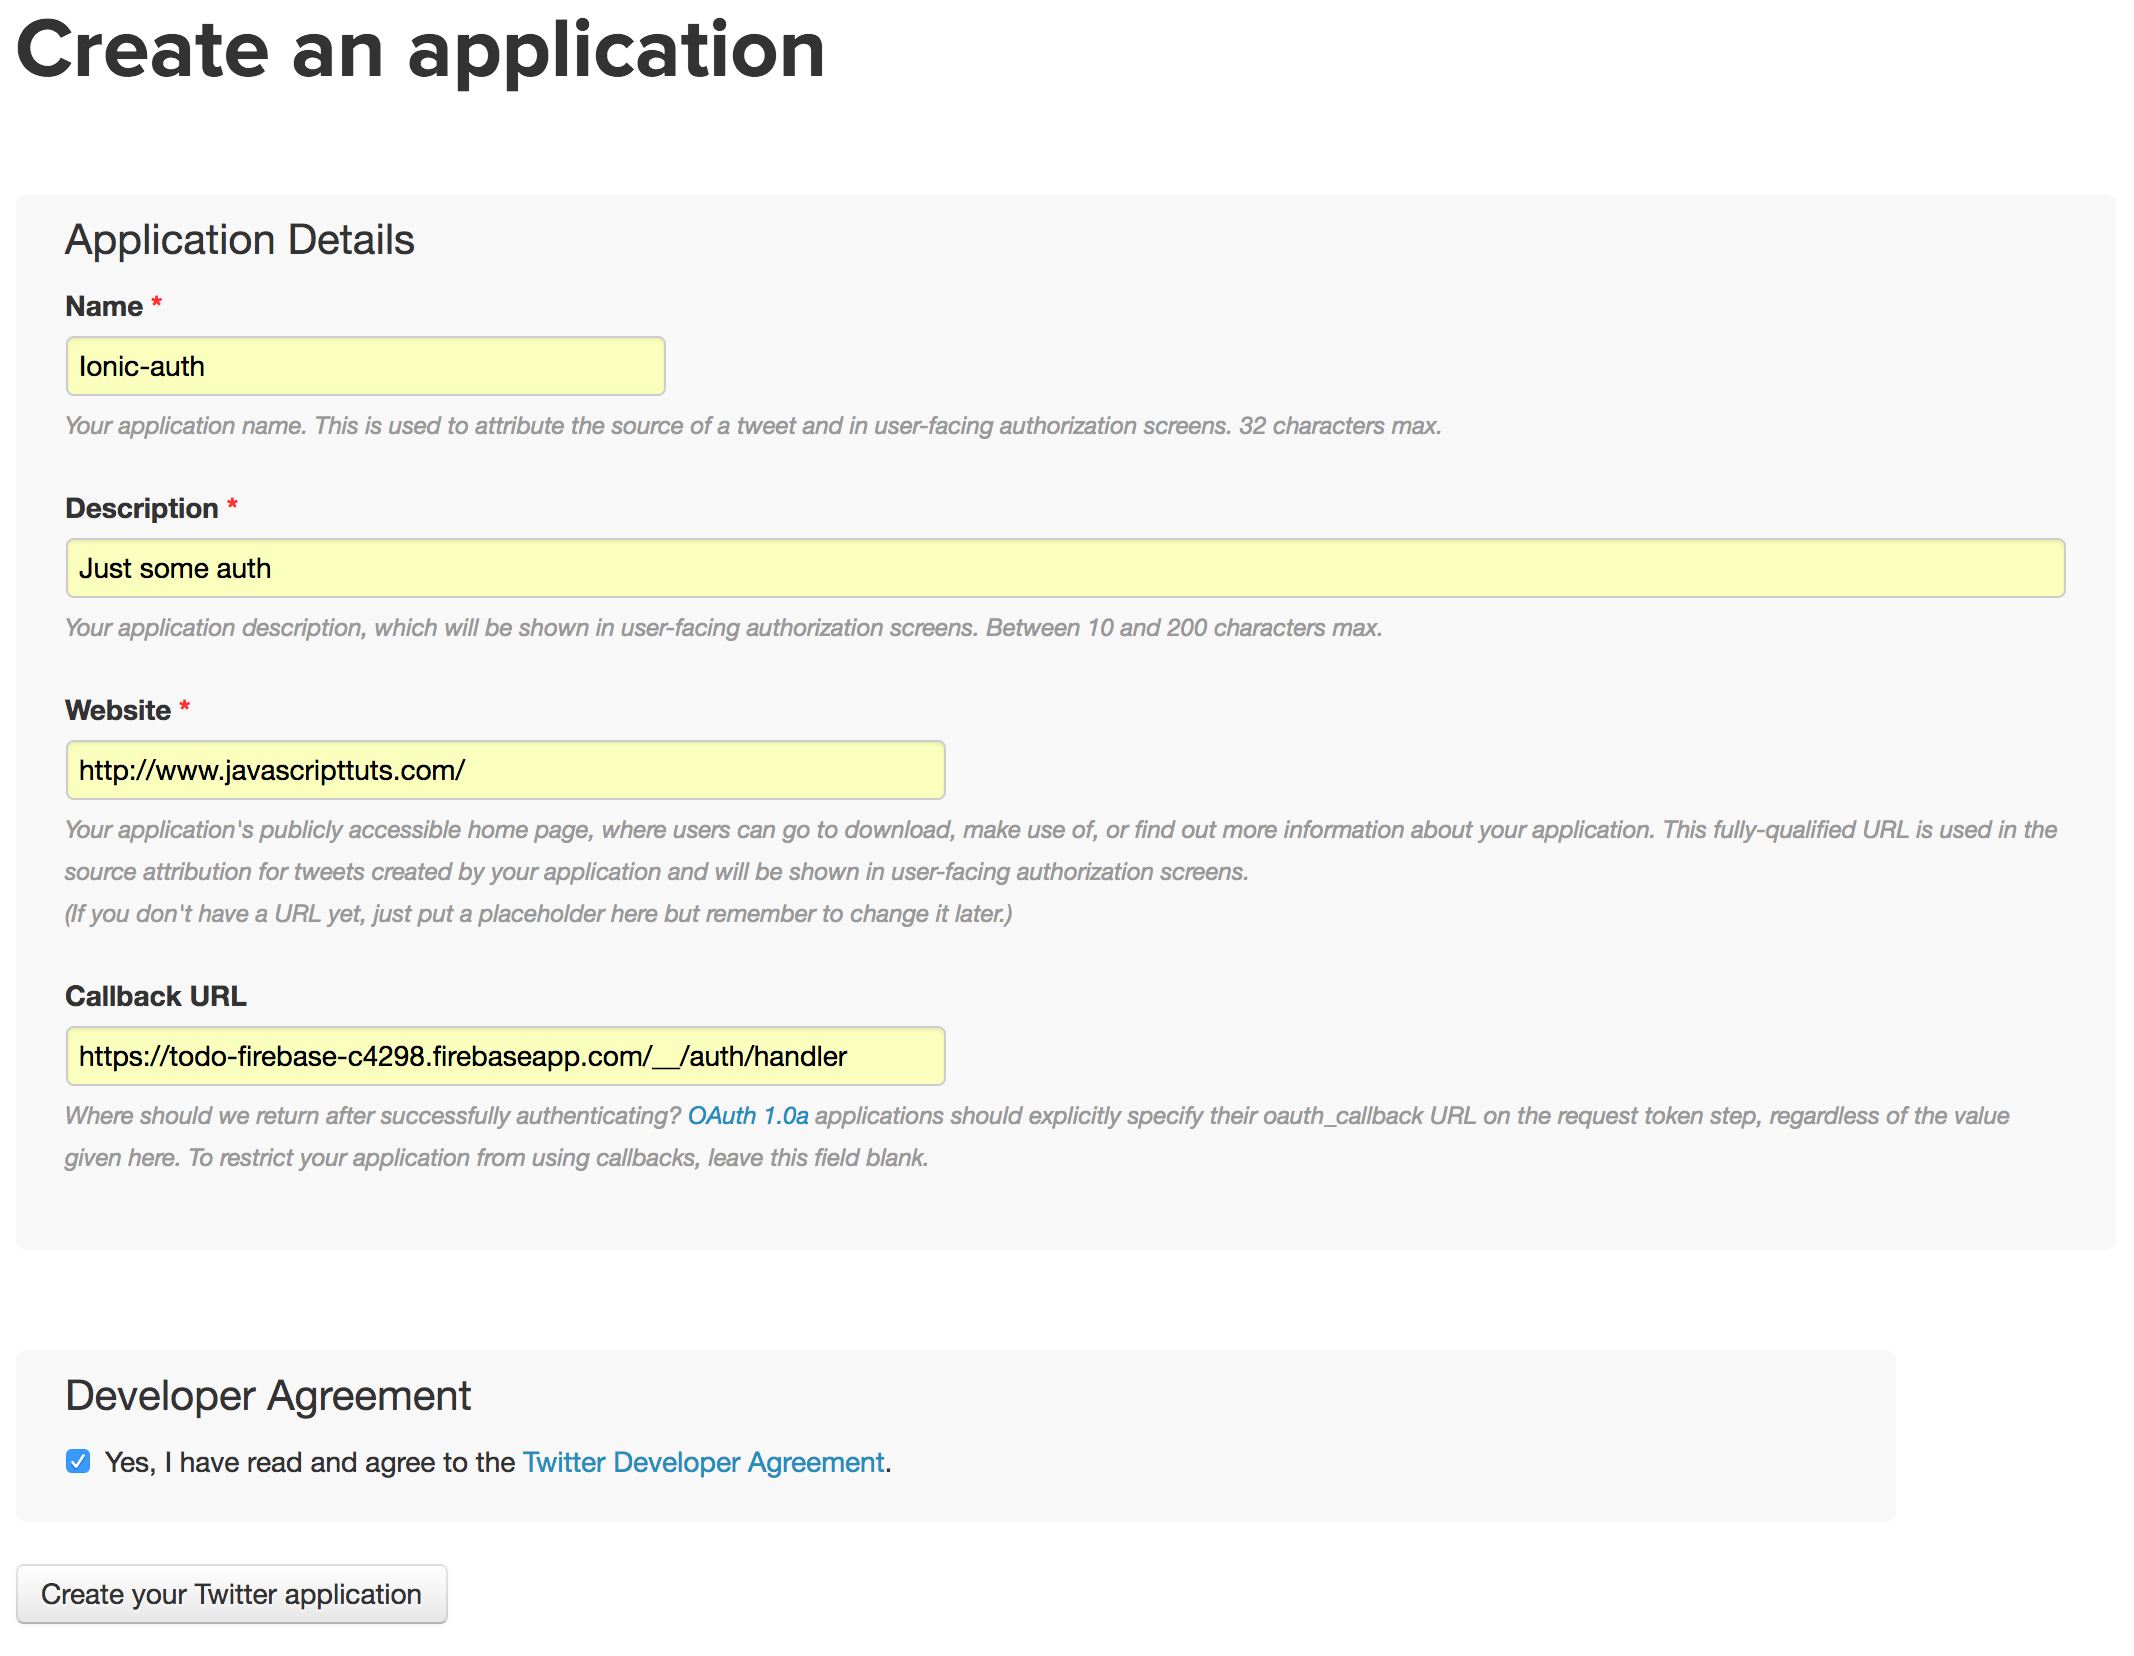 Create an application
Application Details
Name *
Ionic-auth
Your application name. This is used to attribute the source of a tweet and in user-facing authorization screens. 32 characters max.
Description *
Just some auth
Your application description, which will be shown in user-facing authorization screens. Between 10 and 200 characters max.
Website *
http://www.javascripttuts.com/
Your application's publicly accessible home page, where users can go to download, make use of, or find out more information about your application. This fully-qualified URL is used in the
source attribution for tweets created by your application and will be shown in user-facing authorization screens.
(If you don't have a URL yet, just put a placeholder here but remember to change it later.)
Callback URL
https://todo-firebase-c4298.firebaseapp.com/__/auth/handler
Where should we return after successfully authenticating? OAuth 1.0a applications should explicitly specify their oauth_callback URL on the request token step, regardless of the value
given here. To restrict your application from using callbacks, leave this field blank.
Developer Agreement
Yes, I have read and agree to the Twitter Developer Agreement.
Create your Twitter application